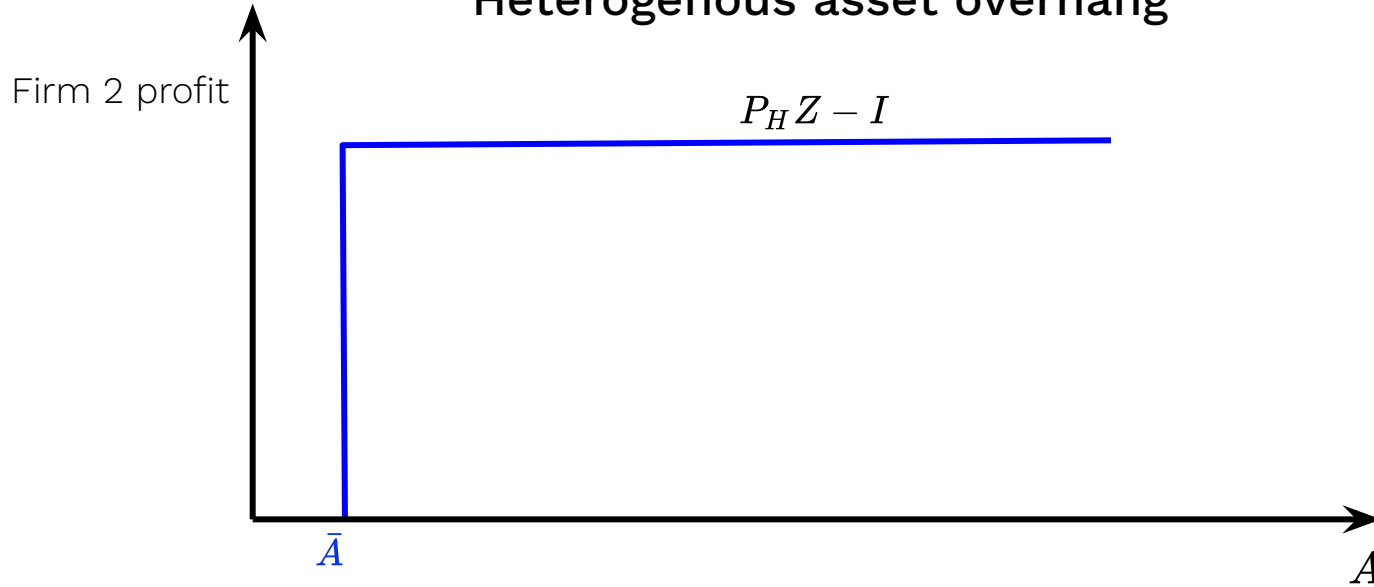 Heterogenous asset overhang
Firm 2 profit
P_H Z − I
Ā
A